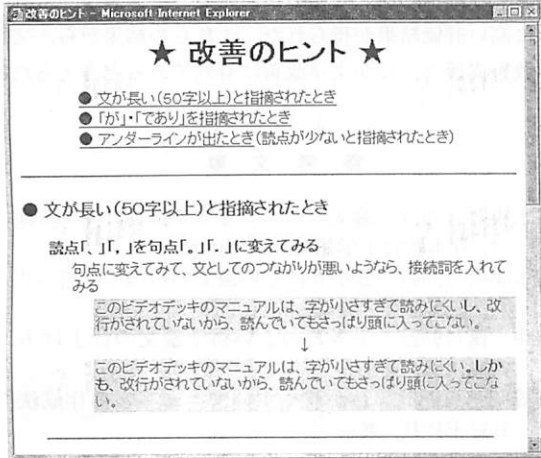 改善のヒント - Microsoft Internet Explorer
★ 改善のヒント ★
● 文が長い(50字以上)と指摘されたとき
● 「が」・「であり」を指摘されたとき
● アンダーラインが出たとき(読点が少ないと指摘されたとき)
● 文が長い(50字以上)と指摘されたとき
読点「、」「，」を句点「。」「．」に変えてみる
句点に変えてみて、文としてのつながりが悪いようなら、接続詞を入れて
みる
このビデオデッキのマニュアルは、字が小さすぎて読みにくいし、改
行がされていないから、読んでいてもさっぱり頭に入ってこない。
↓
このビデオデッキのマニュアルは、字が小さすぎて読みにくい。しか
も、改行がされていないから、読んでいてもさっぱり頭に入ってこな
い。